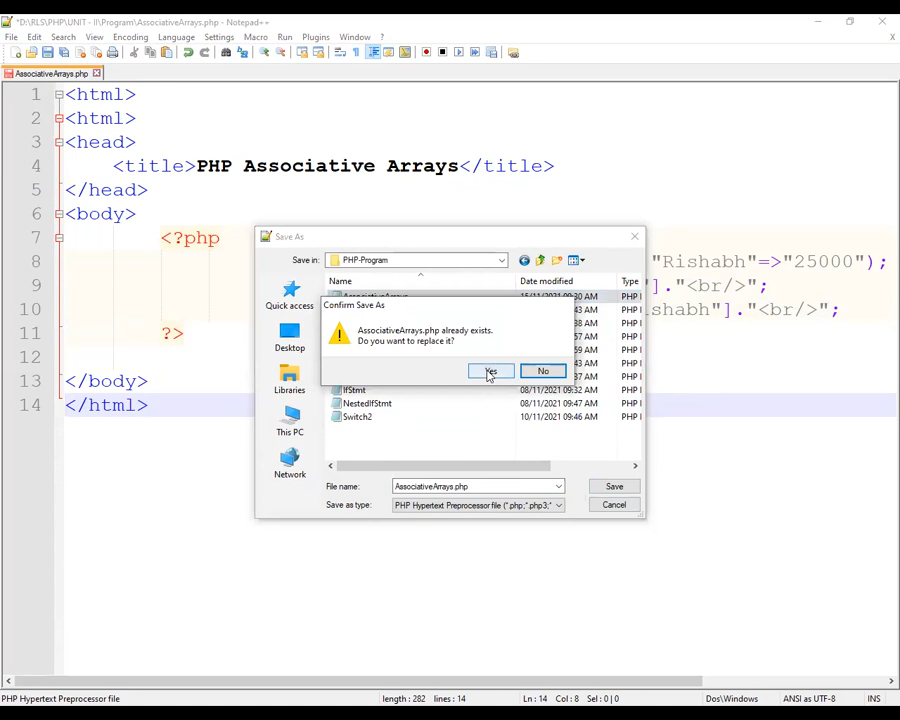 *D:\RLS\PHP\UNIT - II\Program\AssociativeArrays.php - Notepad++
File Edit Search View Encoding Language Settings Macro Run Plugins Window ? X
AssociativeArrays.php
1 <html>
2 <html>
3 <head>
4 <title>PHP Associative Arrays</title>
5 </head>
6 <body>
7 <?php
8 "Rishabh"=>"25000");
9 ]."<br/>";
10 ishabh"]."<br/>";
11 ?>
12
13 </body>
14 </html>
Save As
Save in: PHP-Program
Name Date modified Type
Quick access
Desktop
Libraries
This PC
Network
Confirm Save As
AssociativeArrays.php already exists.
Do you want to replace it?
Yes No
IfStmt 08/11/2021 09:32 AM PHP
NestedIfStmt 08/11/2021 09:47 AM PHP
Switch2 10/11/2021 09:46 AM PHP
File name: AssociativeArrays.php Save
Save as type: PHP Hypertext Preprocessor file (*.php;*.php3;* Cancel
PHP Hypertext Preprocessor file length : 282 lines : 14 Ln : 14 Col : 8 Sel : 0 | 0 Dos\Windows ANSI as UTF-8 INS